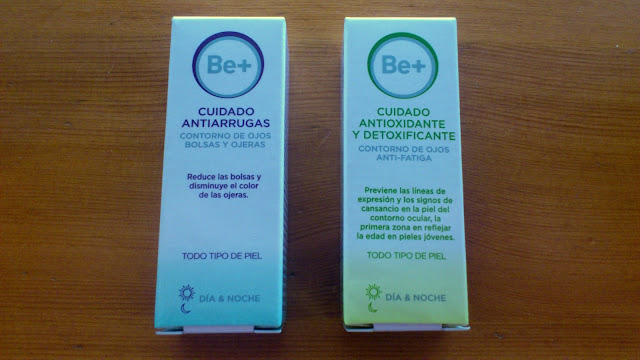 Be+
CUIDADO
ANTIARRUGAS
CONTORNO DE OJOS
BOLSAS Y OJERAS
Reduce las bolsas y
disminuye el color
de las ojeras.
TODO TIPO DE PIEL
DÍA & NOCHE
Be+
CUIDADO
ANTIOXIDANTE
Y DETOXIFICANTE
CONTORNO DE OJOS
ANTI-FATIGA
Previene las líneas de
expresión y los signos de
cansancio en la piel del
contorno ocular, la
primera zona en reflejar
la edad en pieles jóvenes.
TODO TIPO DE PIEL
DÍA & NOCHE